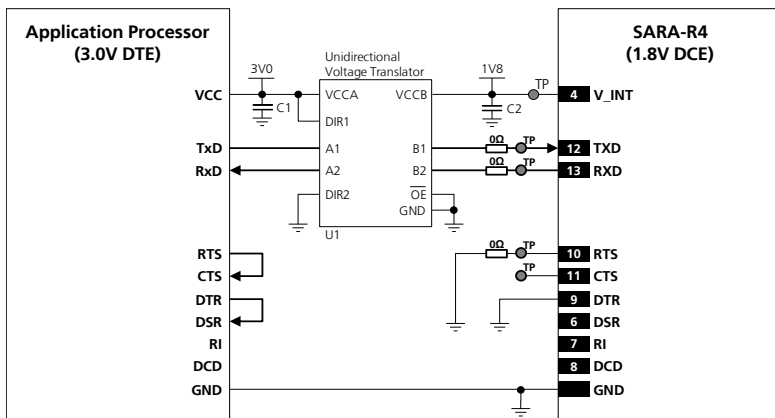 Application Processor
(3.0V DTE)
SARA-R4
(1.8V DCE)
Unidirectional
Voltage Translator
3V0
1V8
TP
VCC
C1
VCCA
VCCB
C2
4
V_INT
DIR1
TxD
A1
B1
0Ω
TP
12
TXD
RxD
A2
B2
0Ω
TP
13
RXD
DIR2
OE
GND
U1
RTS
0Ω
TP
10
RTS
CTS
TP
11
CTS
DTR
9
DTR
DSR
6
DSR
RI
7
RI
DCD
8
DCD
GND
GND